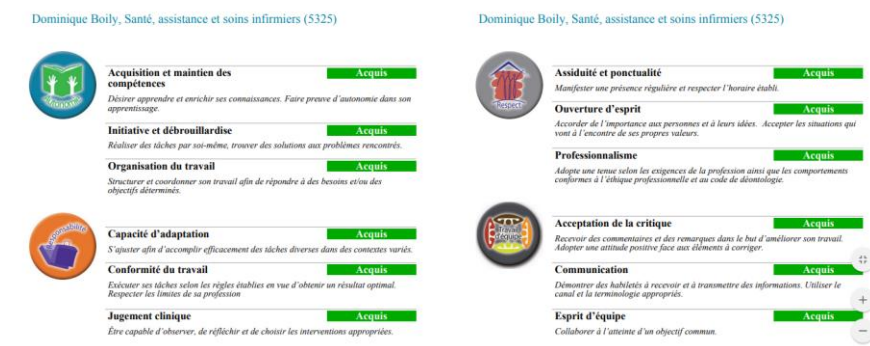 Dominique Boily, Santé, assistance et soins infirmiers (5325)
Autonomie
Acquisition et maintien des compétences Acquis
Désirer apprendre et enrichir ses connaissances. Faire preuve d'autonomie dans son
apprentissage.
Initiative et débrouillardise Acquis
Réaliser des tâches par soi-même, trouver des solutions aux problèmes rencontrés.
Organisation du travail Acquis
Structurer et coordonner son travail afin de répondre à des besoins et/ou des
objectifs déterminés.
Responsabilité
Capacité d'adaptation Acquis
S'ajuster afin d'accomplir efficacement des tâches diverses dans des contextes variés.
Conformité du travail Acquis
Exécuter ses tâches selon les règles établies en vue d'obtenir un résultat optimal.
Respecter les limites de sa profession
Jugement clinique Acquis
Être capable d'observer, de réfléchir et de choisir les interventions appropriées.
Dominique Boily, Santé, assistance et soins infirmiers (5325)
Respect
Assiduité et ponctualité Acquis
Manifester une présence régulière et respecter l'horaire établi.
Ouverture d'esprit Acquis
Accorder de l'importance aux personnes et à leurs idées. Accepter les situations qui
vont à l'encontre de ses propres valeurs.
Professionnalisme Acquis
Adopte une tenue selon les exigences de la profession ainsi que les comportements
conformes à l'éthique professionnelle et au code de déontologie.
Travail d'équipe
Acceptation de la critique Acquis
Recevoir des commentaires et des remarques dans le but d'améliorer son travail.
Adopter une attitude positive face aux éléments à corriger.
Communication Acquis
Démontrer des habiletés à recevoir et à transmettre des informations. Utiliser le
canal et la terminologie appropriés.
Esprit d'équipe Acquis
Collaborer à l'atteinte d'un objectif commun.